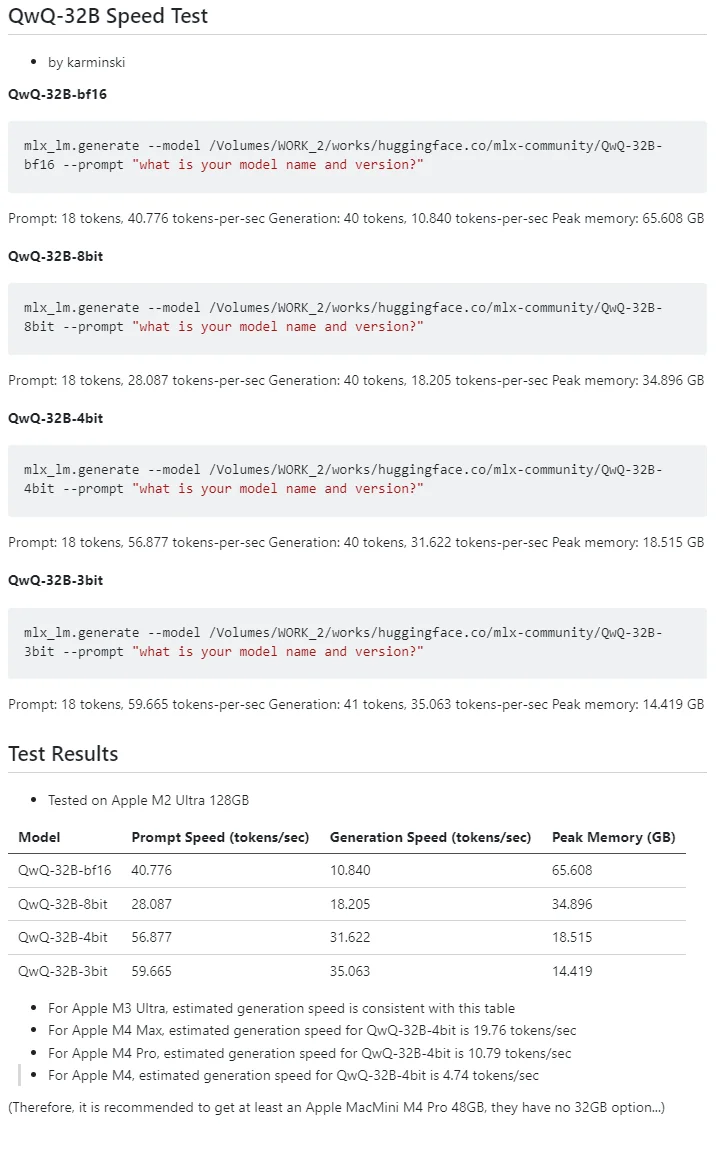 QwQ-32B Speed Test
• by karminski
QwQ-32B-bf16
mlx_lm.generate --model /Volumes/WORK_2/works/huggingface.co/mlx-community/QwQ-32B-
bf16 --prompt "what is your model name and version?"
Prompt: 18 tokens, 40.776 tokens-per-sec Generation: 40 tokens, 10.840 tokens-per-sec Peak memory: 65.608 GB
QwQ-32B-8bit
mlx_lm.generate --model /Volumes/WORK_2/works/huggingface.co/mlx-community/QwQ-32B-
8bit --prompt "what is your model name and version?"
Prompt: 18 tokens, 28.087 tokens-per-sec Generation: 40 tokens, 18.205 tokens-per-sec Peak memory: 34.896 GB
QwQ-32B-4bit
mlx_lm.generate --model /Volumes/WORK_2/works/huggingface.co/mlx-community/QwQ-32B-
4bit --prompt "what is your model name and version?"
Prompt: 18 tokens, 56.877 tokens-per-sec Generation: 40 tokens, 31.622 tokens-per-sec Peak memory: 18.515 GB
QwQ-32B-3bit
mlx_lm.generate --model /Volumes/WORK_2/works/huggingface.co/mlx-community/QwQ-32B-
3bit --prompt "what is your model name and version?"
Prompt: 18 tokens, 59.665 tokens-per-sec Generation: 41 tokens, 35.063 tokens-per-sec Peak memory: 14.419 GB
Test Results
• Tested on Apple M2 Ultra 128GB
Model Prompt Speed (tokens/sec) Generation Speed (tokens/sec) Peak Memory (GB)
QwQ-32B-bf16 40.776 10.840 65.608
QwQ-32B-8bit 28.087 18.205 34.896
QwQ-32B-4bit 56.877 31.622 18.515
QwQ-32B-3bit 59.665 35.063 14.419
• For Apple M3 Ultra, estimated generation speed is consistent with this table
• For Apple M4 Max, estimated generation speed for QwQ-32B-4bit is 19.76 tokens/sec
• For Apple M4 Pro, estimated generation speed for QwQ-32B-4bit is 10.79 tokens/sec
• For Apple M4, estimated generation speed for QwQ-32B-4bit is 4.74 tokens/sec
(Therefore, it is recommended to get at least an Apple MacMini M4 Pro 48GB, they have no 32GB option...)